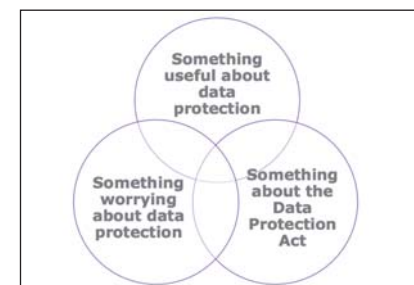 Something
useful about
data
protection
Something
worrying
about data
protection
Something
about the
Data
Protection
Act